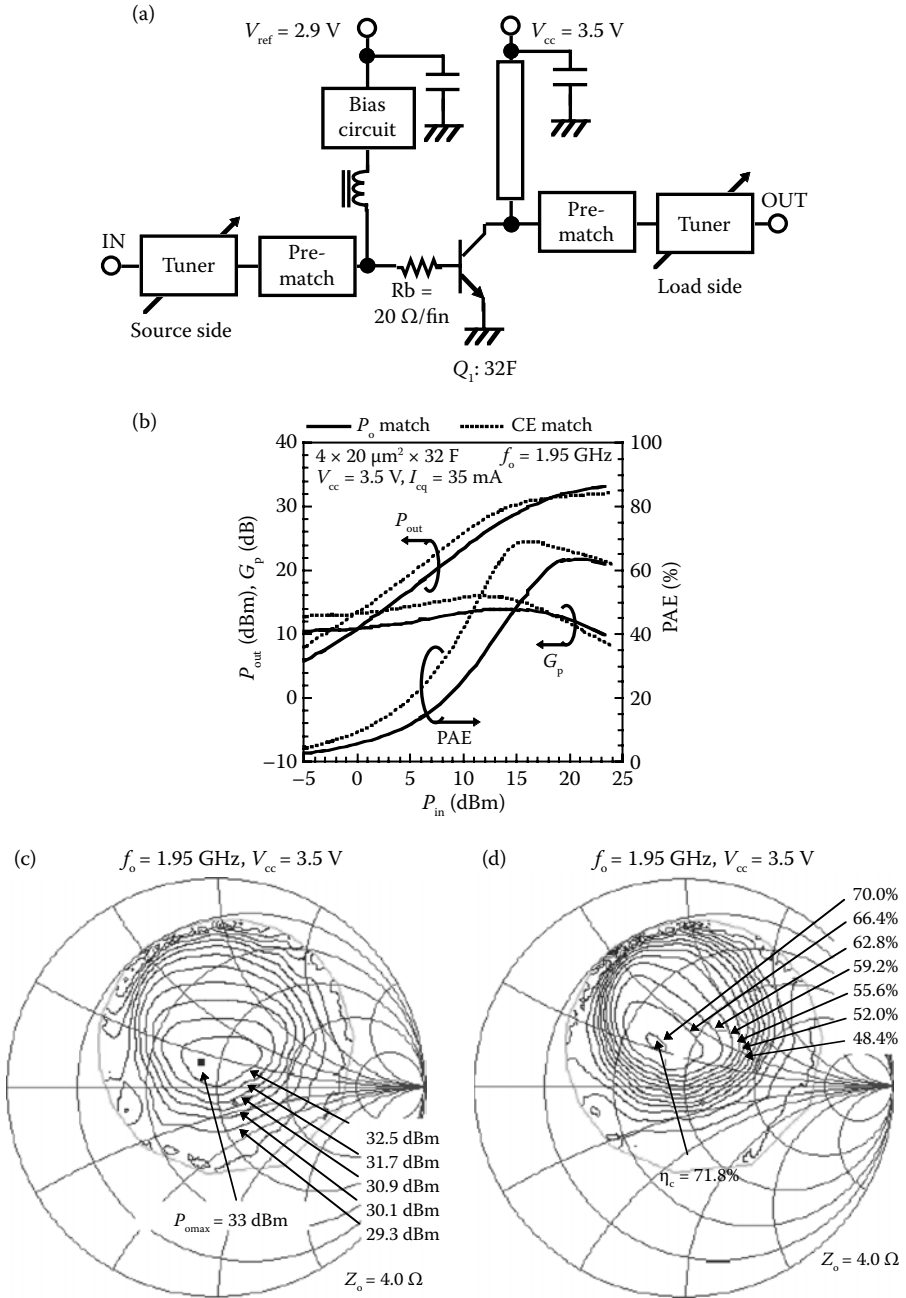 (a)
V_ref = 2.9 V
V_cc = 3.5 V
Bias
circuit
IN
Tuner
Pre-
match
Rb =
20 Ω/fin
Pre-
match
Tuner
OUT
Source side
Load side
Q_1: 32F
(b)
P_o match
CE match
4 × 20 μm² × 32 F
f_o = 1.95 GHz
V_cc = 3.5 V, I_cq = 35 mA
P_out
G_p
PAE
P_out (dBm), G_p (dB)
40
30
20
10
0
−10
PAE (%)
100
80
60
40
20
0
−5 0 5 10 15 20 25
P_in (dBm)
(c)
f_o = 1.95 GHz, V_cc = 3.5 V
32.5 dBm
31.7 dBm
30.9 dBm
30.1 dBm
29.3 dBm
P_omax = 33 dBm
Z_o = 4.0 Ω
(d)
f_o = 1.95 GHz, V_cc = 3.5 V
70.0%
66.4%
62.8%
59.2%
55.6%
52.0%
48.4%
η_c = 71.8%
Z_o = 4.0 Ω